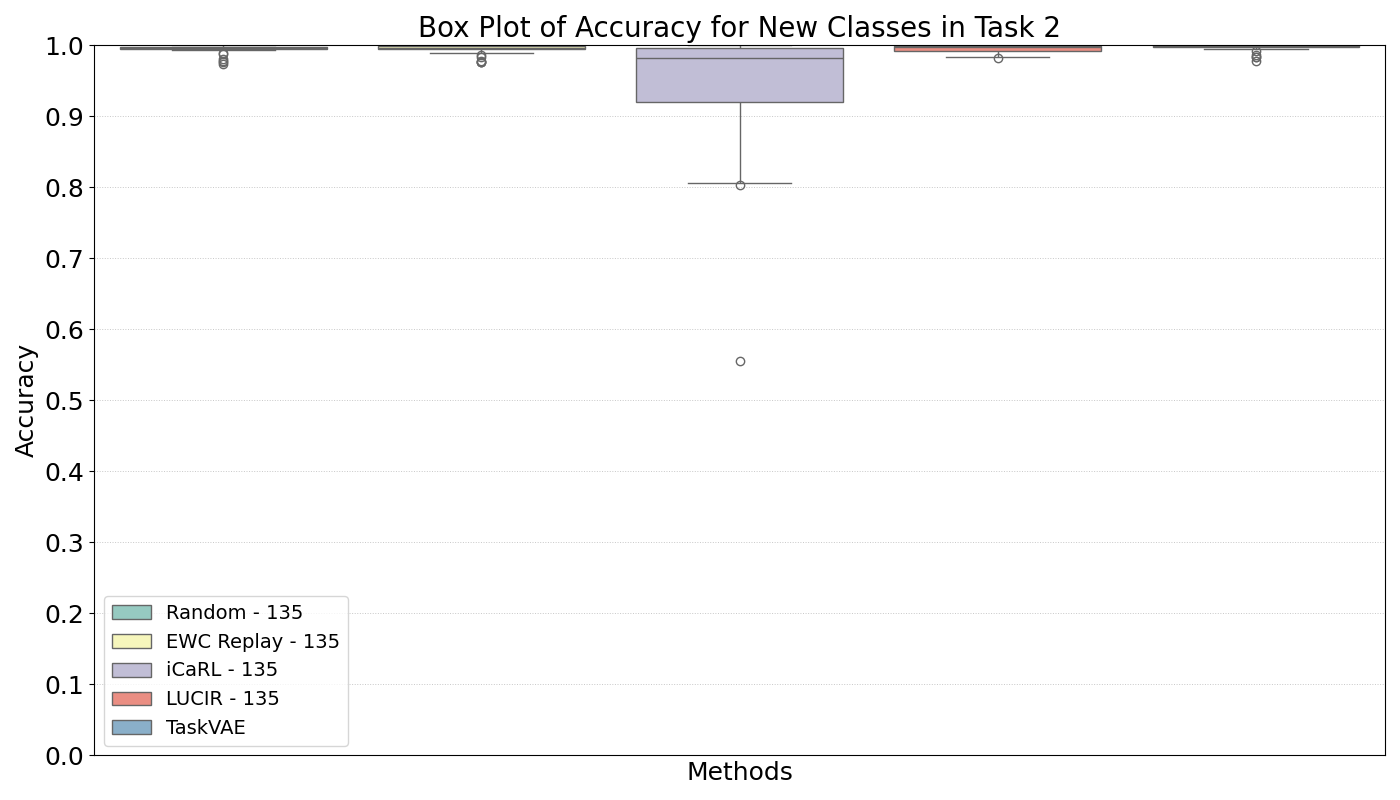 Box Plot of Accuracy for New Classes in Task 2
1.0
0.9
0.8
0.7
0.6
0.5
0.4
0.3
0.2
0.1
0.0
Accuracy
Random - 135
EWC Replay - 135
iCaRL - 135
LUCIR - 135
TaskVAE
Methods